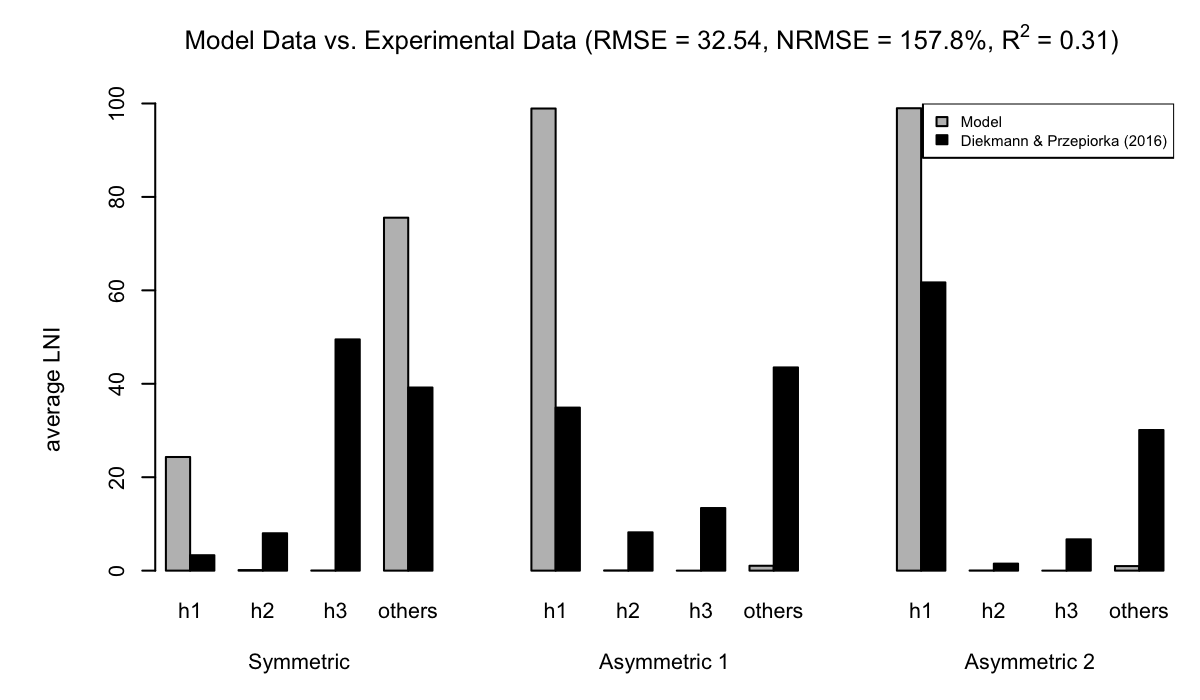 Model Data vs. Experimental Data (RMSE = 32.54, NRMSE = 157.8%, R² = 0.31)
Model
Diekmann & Przepiorka (2016)
average LNI
100
80
60
40
20
0
h1 h2 h3 others h1 h2 h3 others h1 h2 h3 others
Symmetric Asymmetric 1 Asymmetric 2